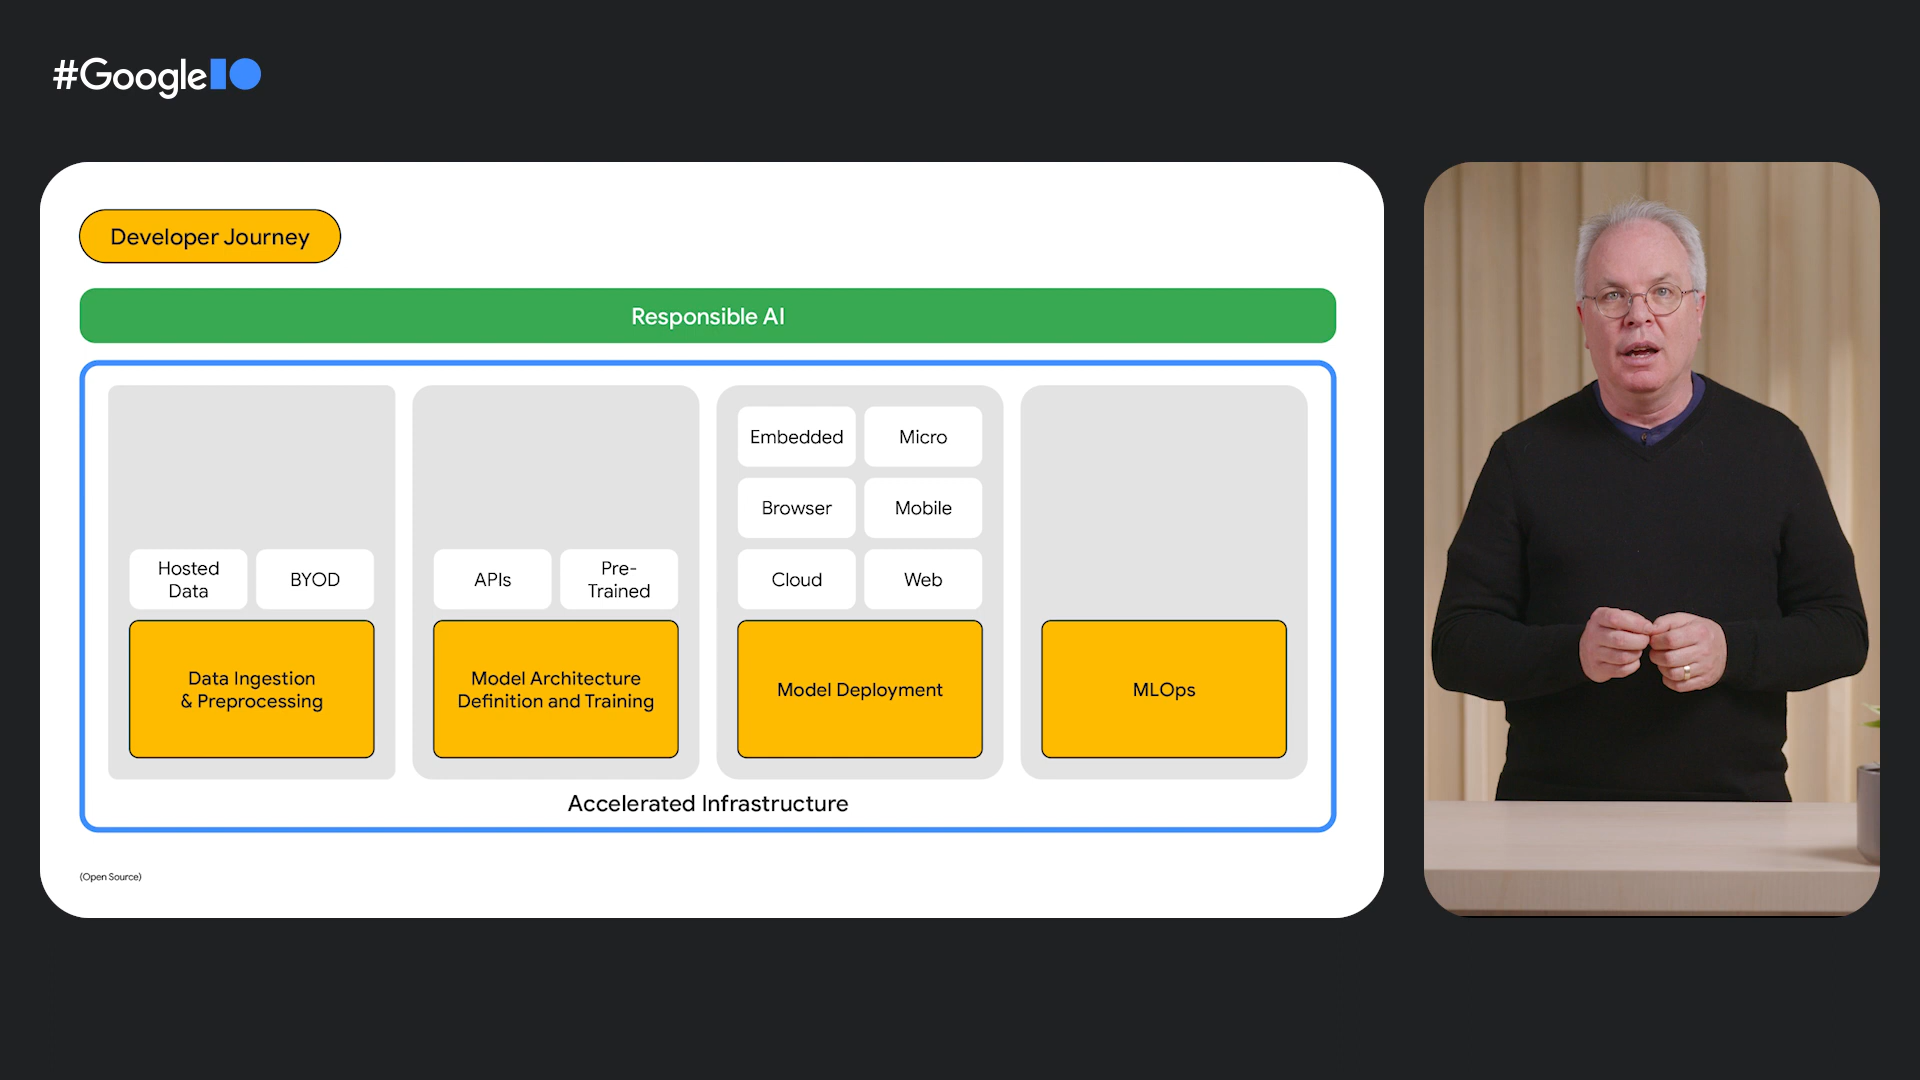 #GoogleIO
Developer Journey
Responsible AI
Embedded
Micro
Browser
Mobile
Hosted
Data
BYOD
APIs
Pre-
Trained
Cloud
Web
Data Ingestion
& Preprocessing
Model Architecture
Definition and Training
Model Deployment
MLOps
Accelerated Infrastructure
(Open Source)